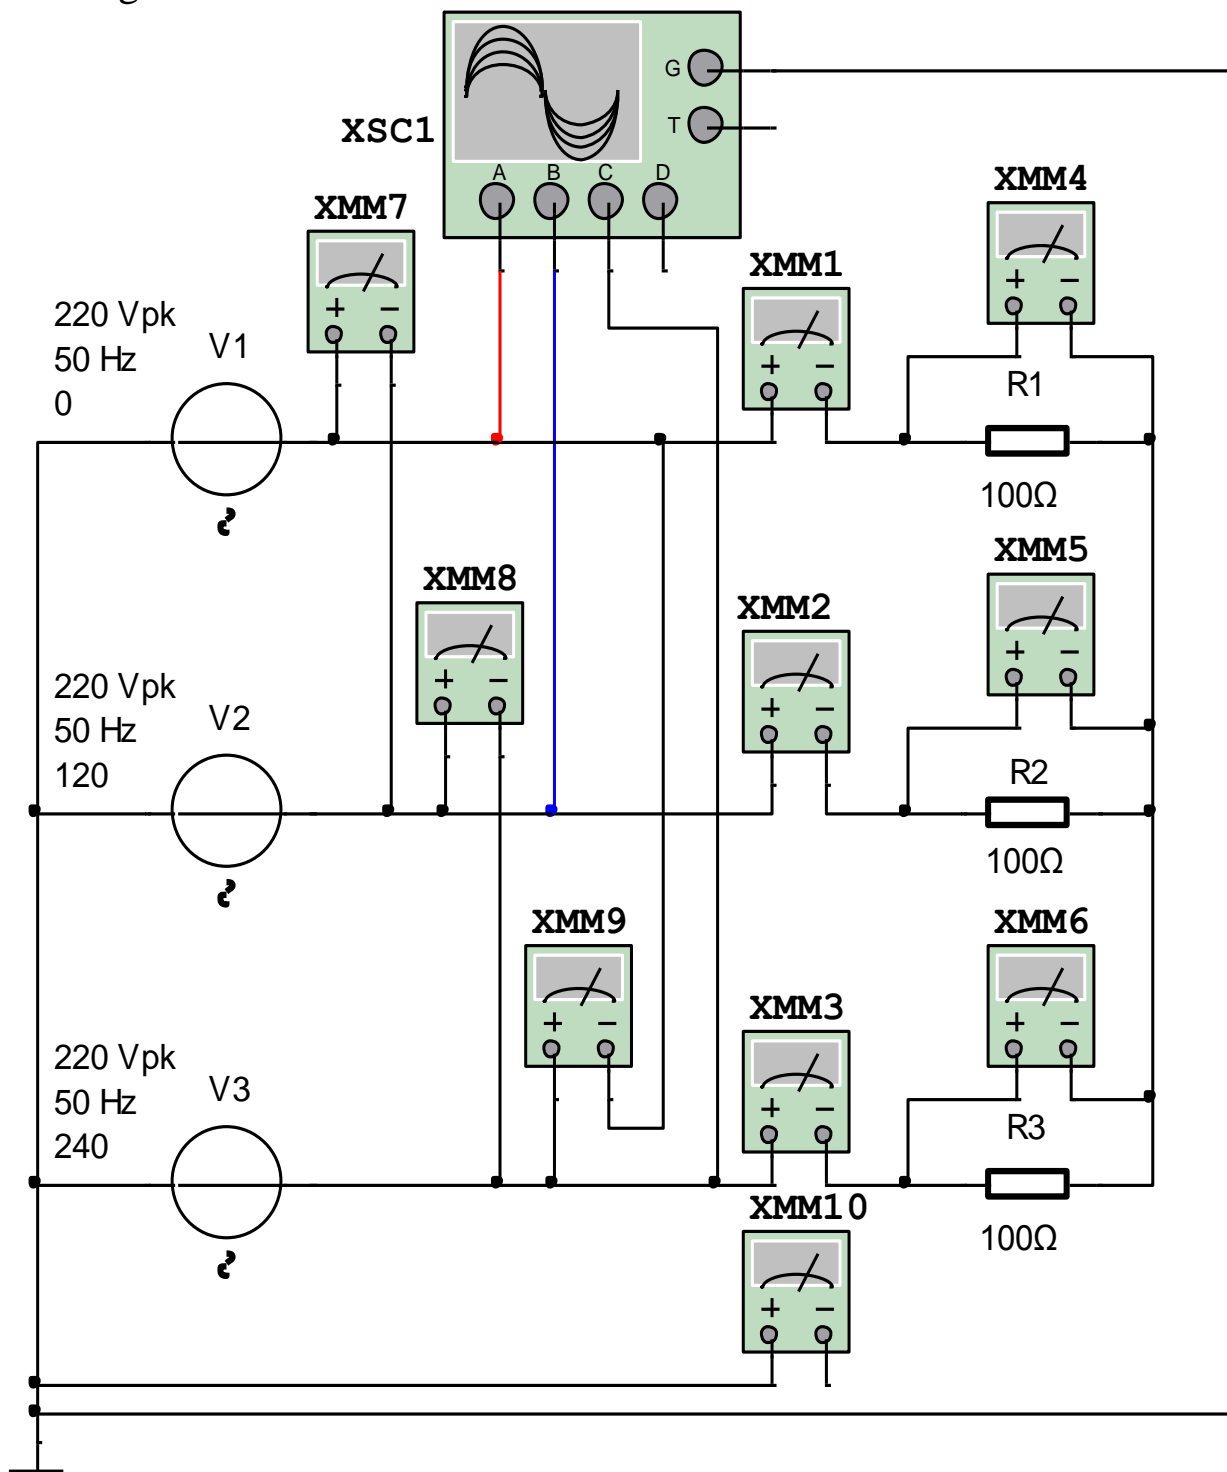 G
T
XSC1
A B C D
XMM7
XMM4
+ −
XMM1
+ −
220 Vpk
50 Hz
0
V1
+ −
R1
100Ω
XMM8
XMM5
+ −
XMM2
+ −
220 Vpk
50 Hz
120
V2
+ −
R2
100Ω
XMM9
XMM6
+ −
XMM3
+ −
220 Vpk
50 Hz
240
V3
+ −
R3
100Ω
XMM10
+ −